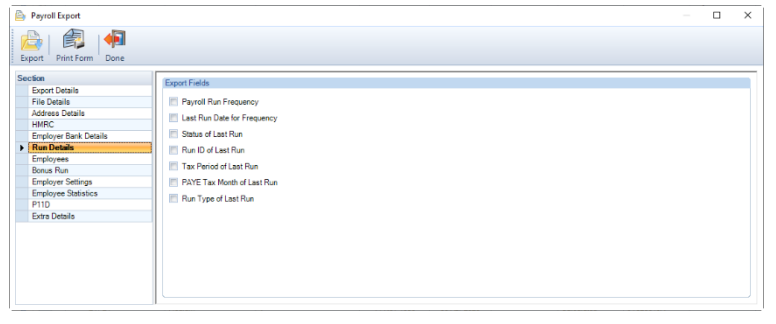 Payroll Export
Export Print Form Done
Section
Export Details
File Details
Address Details
HMRC
Employer Bank Details
Run Details
Employees
Bonus Run
Employer Settings
Employee Statistics
P11D
Extra Details
Export Fields
Payroll Run Frequency
Last Run Date for Frequency
Status of Last Run
Run ID of Last Run
Tax Period of Last Run
PAYE Tax Month of Last Run
Run Type of Last Run